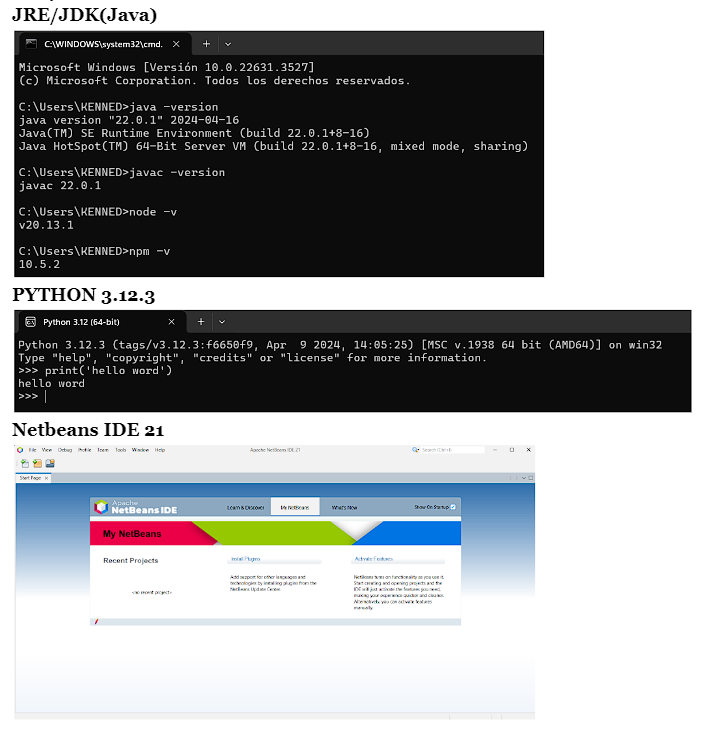 JRE/JDK(Java)
C:\WINDOWS\system32\cmd.
Microsoft Windows [Versión 10.0.22631.3527]
(c) Microsoft Corporation. Todos los derechos reservados.
C:\Users\KENNED>java -version
java version "22.0.1" 2024-04-16
Java(TM) SE Runtime Environment (build 22.0.1+8-16)
Java HotSpot(TM) 64-Bit Server VM (build 22.0.1+8-16, mixed mode, sharing)
C:\Users\KENNED>javac -version
javac 22.0.1
C:\Users\KENNED>node -v
v20.13.1
C:\Users\KENNED>npm -v
10.5.2
PYTHON 3.12.3
Python 3.12 (64-bit)
Python 3.12.3 (tags/v3.12.3:f6650f9, Apr  9 2024, 14:05:25) [MSC v.1938 64 bit (AMD64)] on win32
Type "help", "copyright", "credits" or "license" for more information.
>>> print('hello word')
hello word
>>>
Netbeans IDE 21
File View Debug Profile Team Tools Window Help Apache NetBeans IDE 21 Search (Ctrl+I)
Start Page
Apache
NetBeans IDE Learn & Discover My NetBeans What's New Show On Startup
My NetBeans
Recent Projects Install Plugins Activate Features
<no recent project>
Add support for other languages and
technologies by installing plugins from the
NetBeans Update Center.
NetBeans turns on functionality as you use it.
Start creating and opening projects and the
IDE will just activate the features you need,
making your experience quicker and cleaner.
Alternatively, you can activate features
manually.